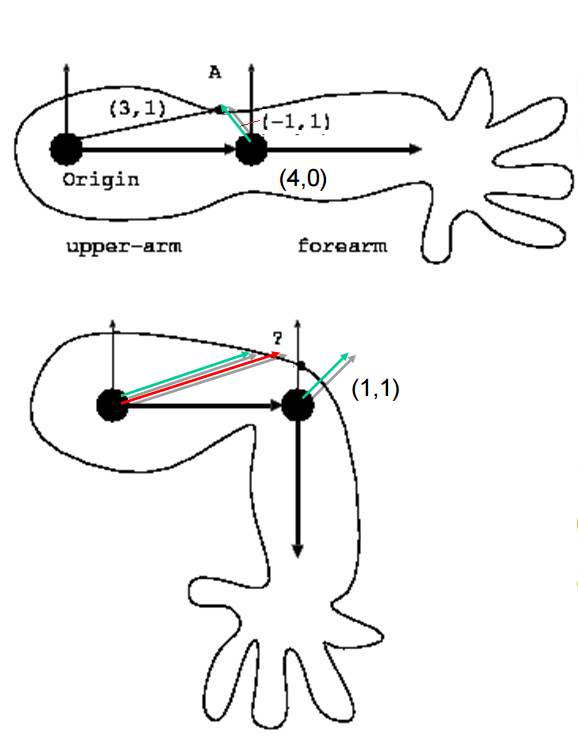 A
(3,1)
(-1,1)
Origin
(4,0)
upper-arm
forearm
?
(1,1)